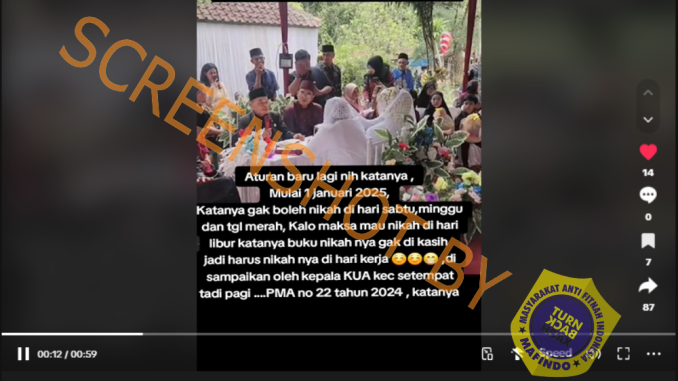 SCREENSHOT BY
Aturan baru lagi nih katanya ,
Mulai 1 januari 2025,
Katanya gak boleh nikah di hari sabtu,minggu
dan tgl merah, Kalo maksa mau nikah di hari
libur katanya buku nikah nya gak di kasih
jadi harus nikah nya di hari kerja ☺️☺️😁 ,di
sampaikan oleh kepala KUA kec setempat
tadi pagi ....PMA no 22 tahun 2024 , katanya
14
0
7
87
MASYARAKAT ANTI FITNAH INDONESIA
TURN
BACK
MAFINDO
00:12 / 00:59
Speed